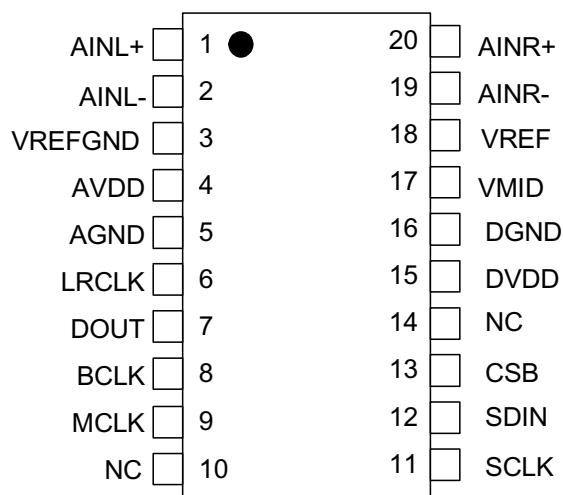 AINL+ 1 20 AINR+
AINL- 2 19 AINR-
VREFGND 3 18 VREF
AVDD 4 17 VMID
AGND 5 16 DGND
LRCLK 6 15 DVDD
DOUT 7 14 NC
BCLK 8 13 CSB
MCLK 9 12 SDIN
NC 10 11 SCLK